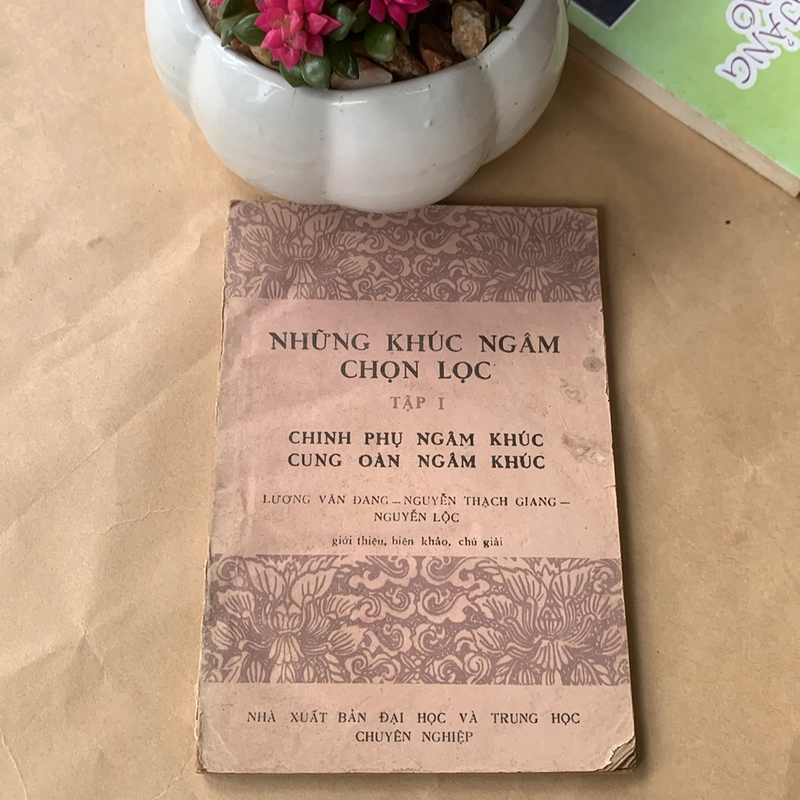 NHỮNG KHÚC NGÂM
CHỌN LỌC
TẬP I
CHINH PHỤ NGÂM KHÚC
CUNG OÁN NGÂM KHÚC
LƯƠNG VĂN ĐANG — NGUYỄN THẠCH GIANG —
NGUYỄN LỘC
giới thiệu, biên khảo, chú giải
NHÀ XUẤT BẢN ĐẠI HỌC VÀ TRUNG HỌC
CHUYÊN NGHIỆP